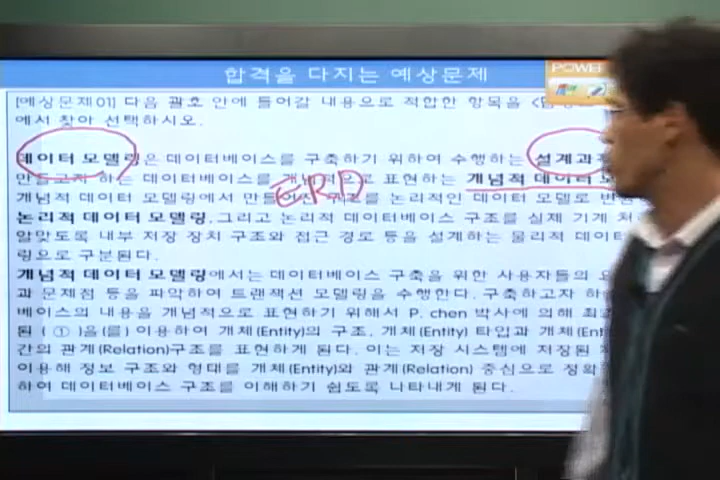 합격을 다지는 예상문제
POWE
[예상문제01] 다음 괄호 안에 들어갈 내용으로 적합한 항목을
에서 찾아 선택하시오.
데이터 모델링은 데이터베이스를 구축하기 위하여 수행하는 설계과
만들고자 하는 데이터베이스를 개념적으로 표현하는 개념적 데이터
ERD
개념적 데이터 모델링에서 만들어진 구조를 논리적인 데이터 모델로
논리적 데이터 모델링, 그리고 논리적 데이터베이스 구조를 실제 기계 처
알맞도록 내부 저장 장치 구조와 접근 경로 등을 설계하는 물리적 데이터
링으로 구분된다.
개념적 데이터 모델링에서는 데이터베이스 구축을 위한 사용자들의
과 문제점 등을 파악하여 트랜잭션 모델링을 수행한다. 구축하고자 하
베이스의 내용을 개념적으로 표현하기 위해서 P. chen 박사에 의해
된 ( ① )을(를) 이용하여 개체(Entity)의 구조, 개체(Entity) 타입과 개체(Ent
간의 관계(Relation)구조를 표현하게 된다. 이는 저장 시스템에 저장된
이용해 정보 구조와 형태를 개체(Entity)와 관계(Relation) 중심으로 정확
하여 데이터베이스 구조를 이해하기 쉽도록 나타내게 된다.